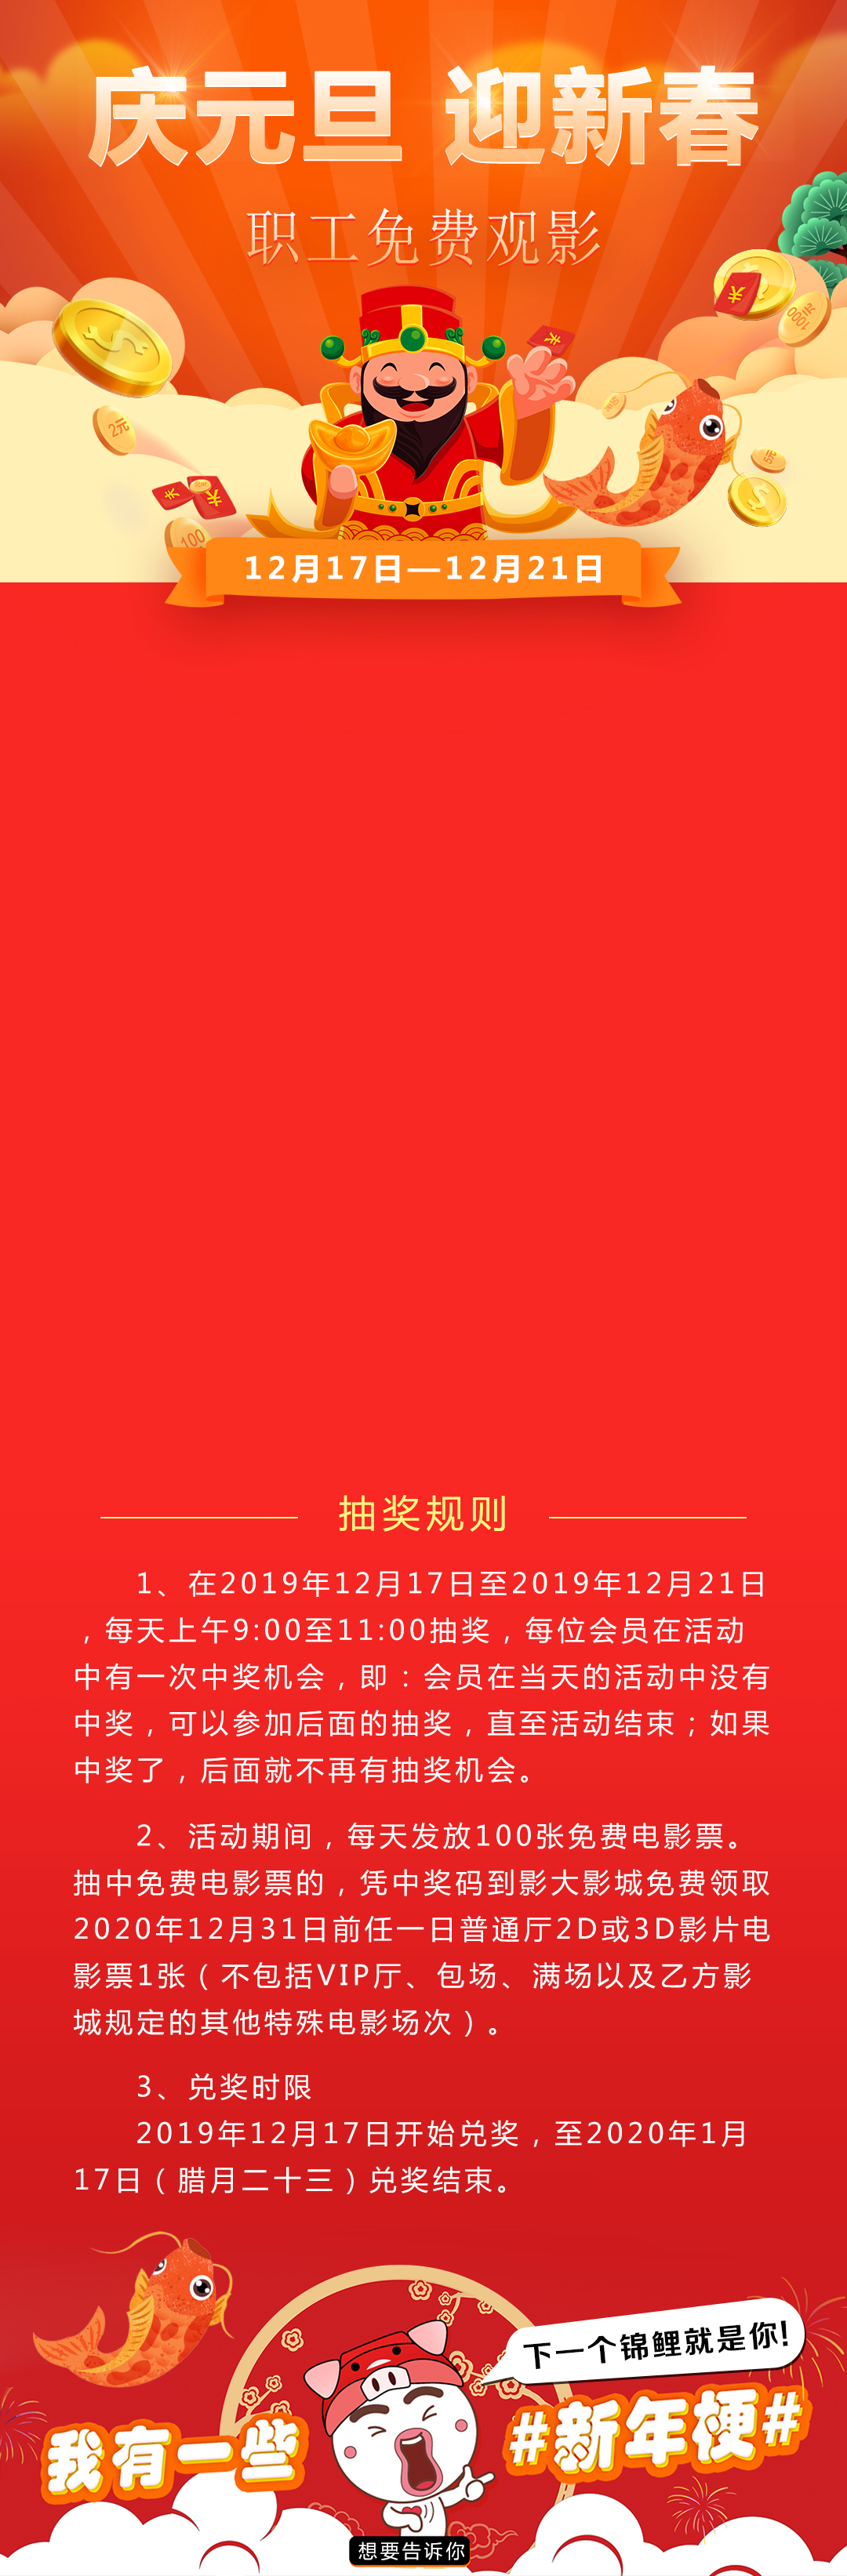 庆元旦 迎新春
职工免费观影
2元
100
1000元
5元
12月17日—12月21日
抽奖规则
1、在2019年12月17日至2019年12月21日
，每天上午9:00至11:00抽奖，每位会员在活动
中有一次中奖机会，即：会员在当天的活动中没有
中奖，可以参加后面的抽奖，直至活动结束；如果
中奖了，后面就不再有抽奖机会。
2、活动期间，每天发放100张免费电影票。
抽中免费电影票的，凭中奖码到影大影城免费领取
2020年12月31日前任一日普通厅2D或3D影片电
影票1张（不包括VIP厅、包场、满场以及乙方影
城规定的其他特殊电影场次）。
3、兑奖时限
2019年12月17日开始兑奖，至2020年1月
17日（腊月二十三）兑奖结束。
下一个锦鲤就是你!
我有一些
#新年梗#
想要告诉你